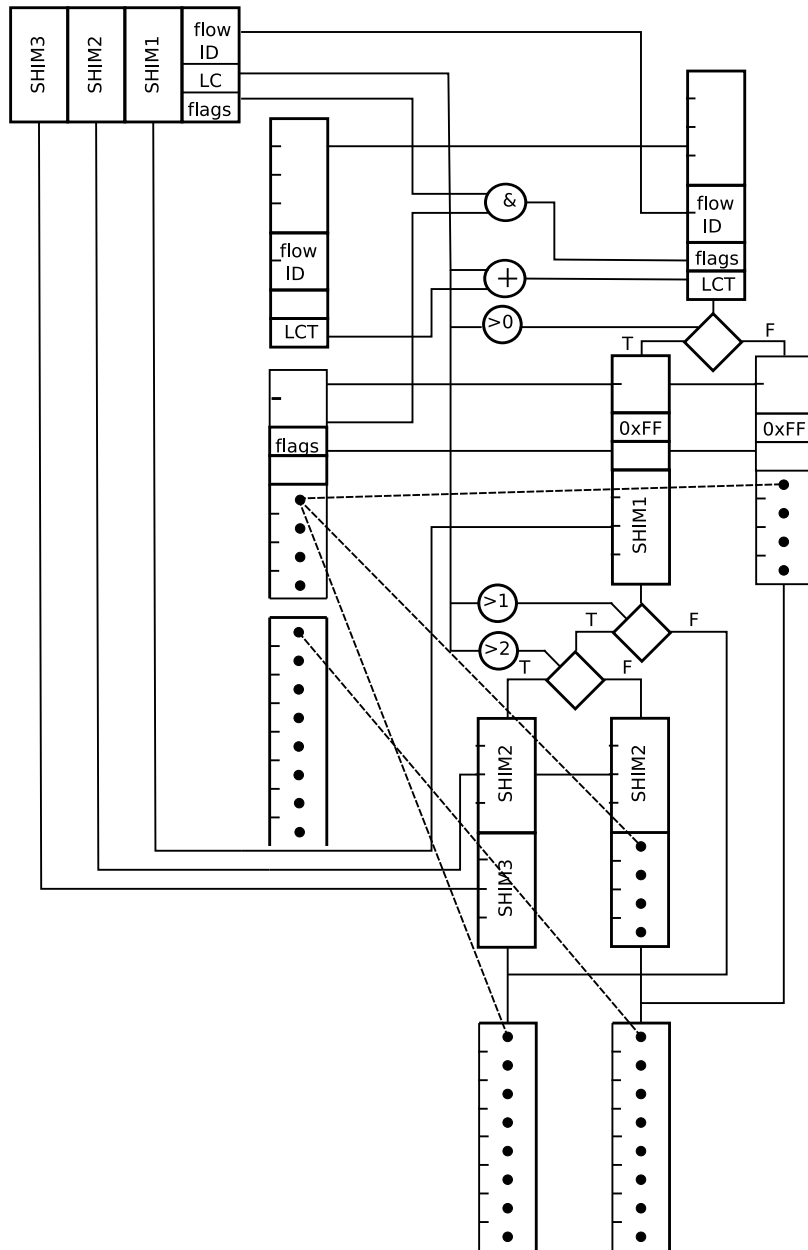 SHIM3
SHIM2
SHIM1
flow
ID
LC
flags
flow
ID
LCT
&
+
>0
flow
ID
flags
LCT
T
F
flags
0xFF
0xFF
SHIM1
>1
>2
T
F
T
F
SHIM2
SHIM2
SHIM3